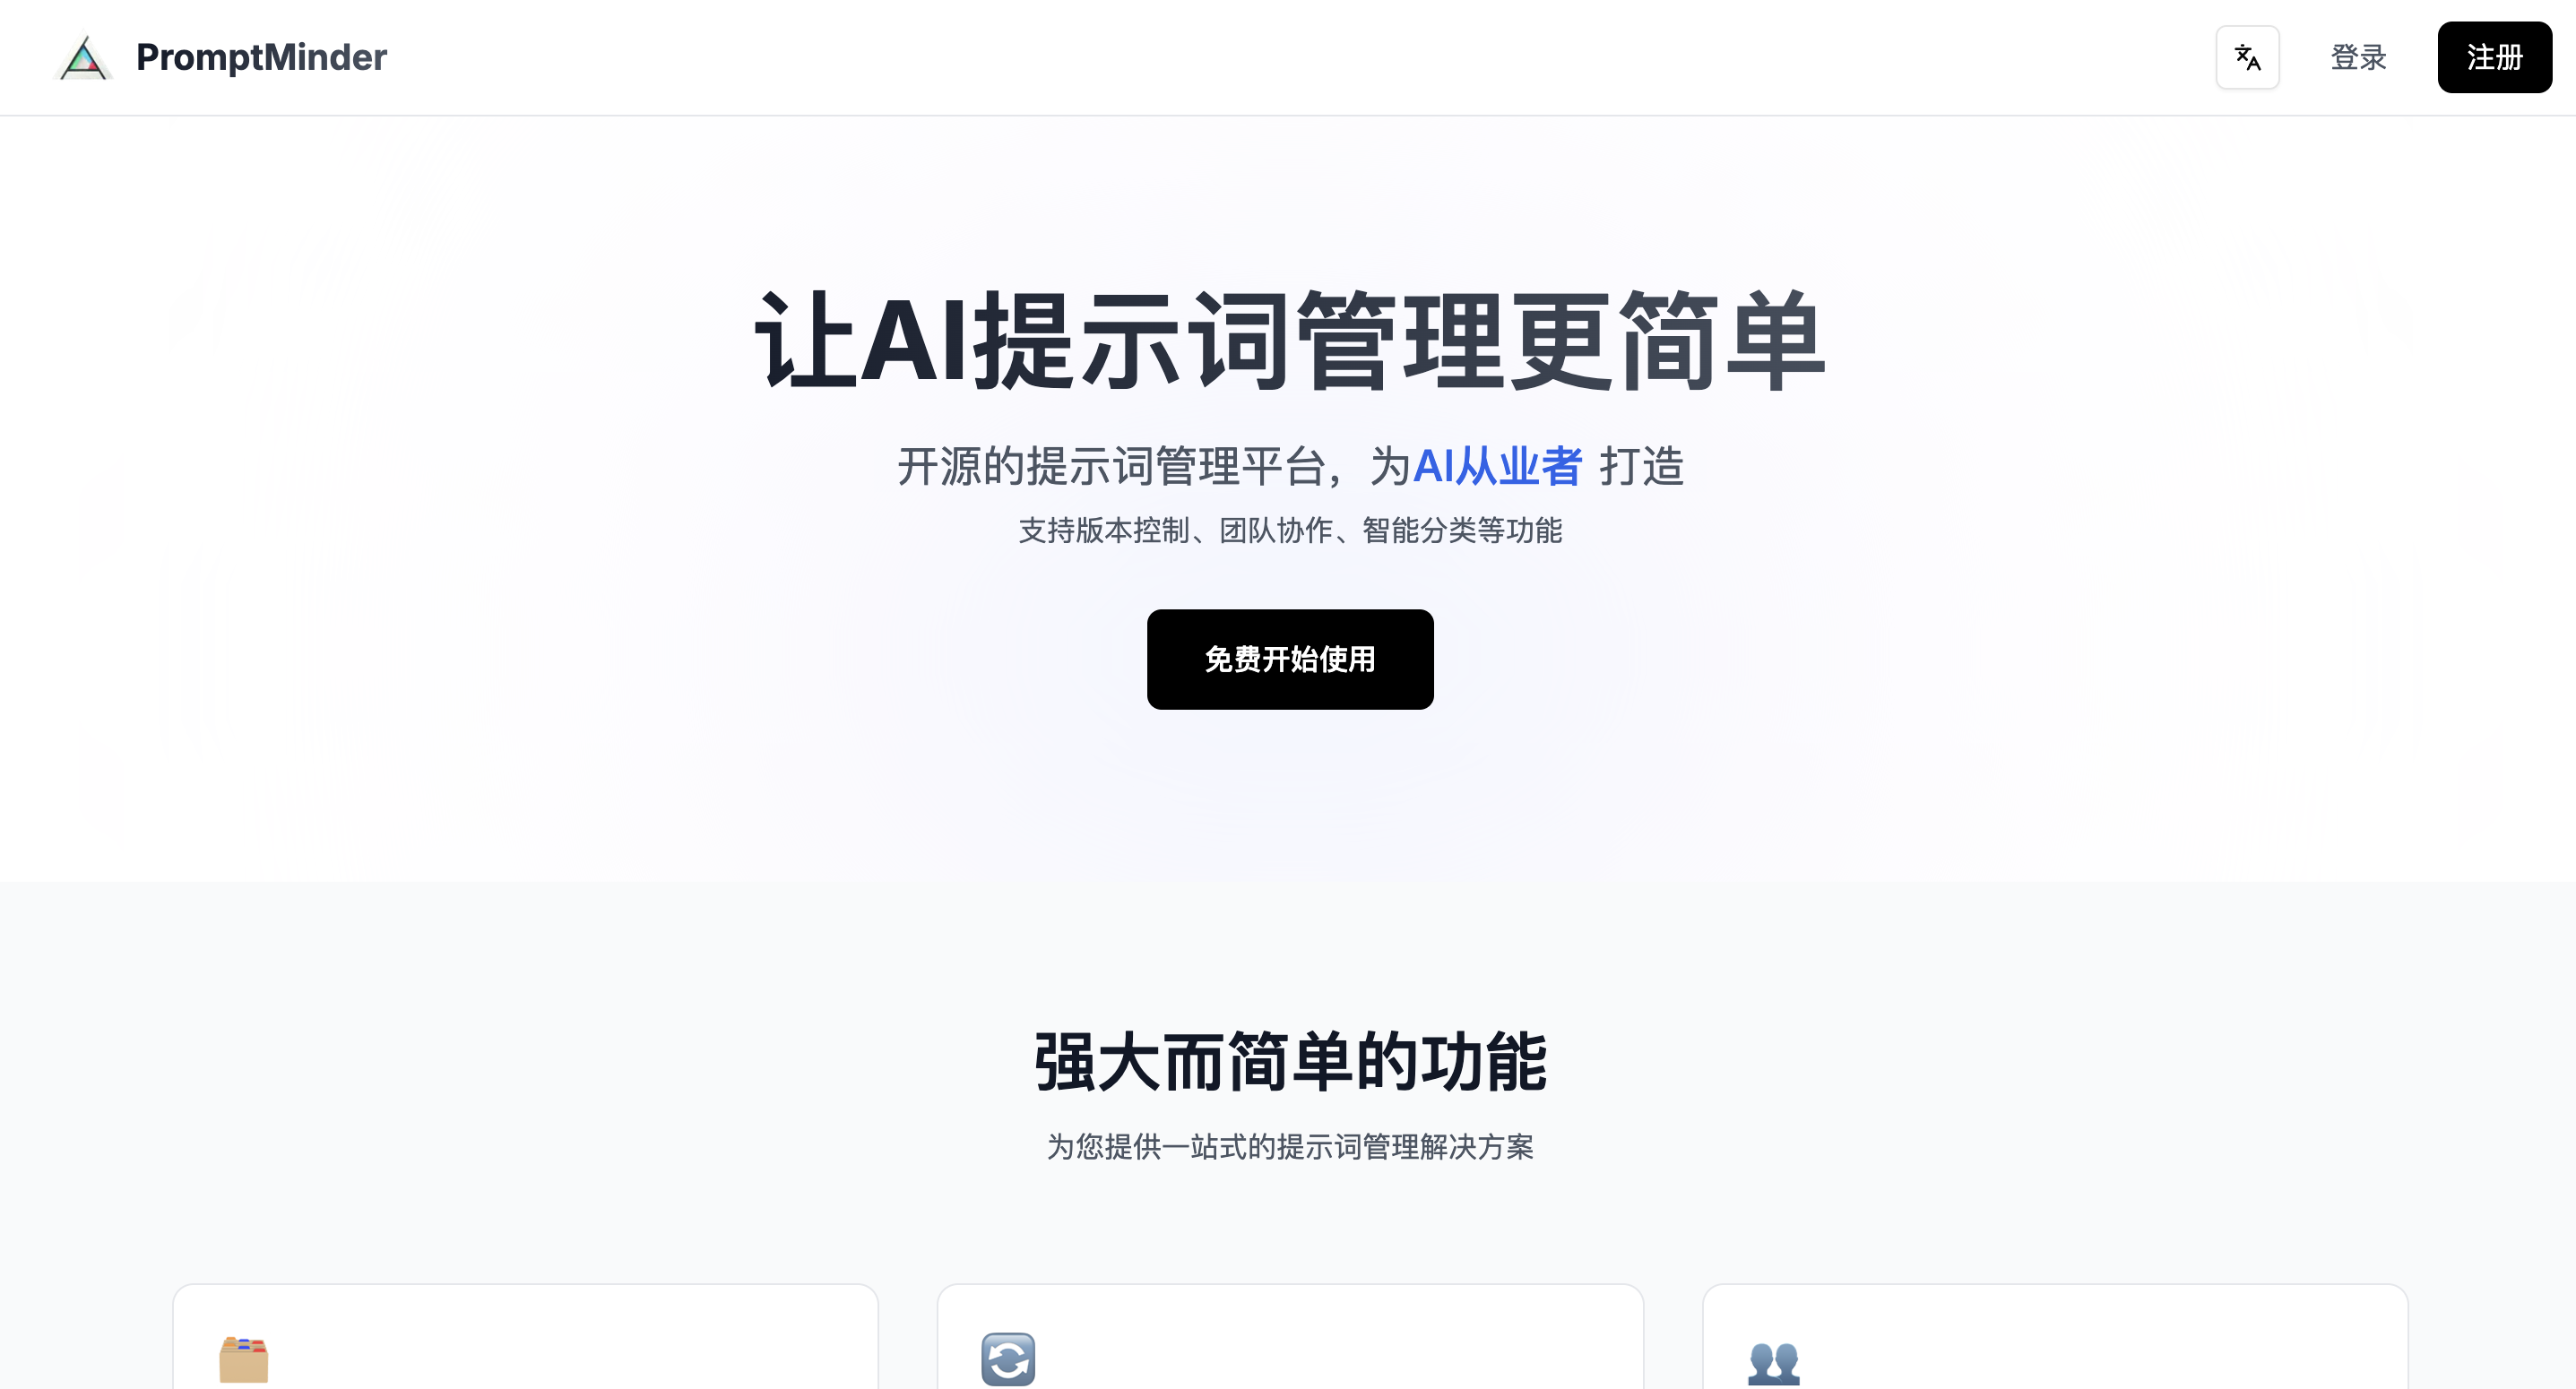 PromptMinder
登录
注册
让AI提示词管理更简单
开源的提示词管理平台，为AI从业者 打造
支持版本控制、团队协作、智能分类等功能
免费开始使用
强大而简单的功能
为您提供一站式的提示词管理解决方案